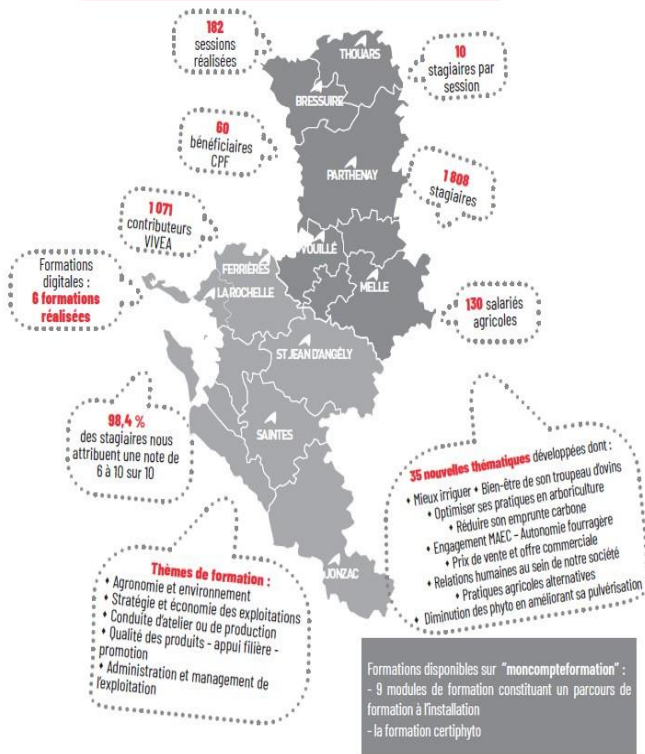 182
sessions
réalisées
THOUARS
10
stagiaires par
session
BRESSUIRE
60
bénéficiaires
CPF
PARTHENAY
1 808
stagiaires
1 071
contributeurs
VIVEA
VOUILLÉ
FERRIÈRES
MELLE
Formations
digitales :
6 formations
réalisées
LA ROCHELLE
130 salariés
agricoles
ST JEAN D'ANGÉLY
98,4 %
des stagiaires nous
attribuent une note de
6 à 10 sur 10
SAINTES
35 nouvelles thématiques développées dont :
♦ Mieux irriguer ♦ Bien-être de son troupeau d'ovins
♦ Optimiser ses pratiques en arboriculture
♦ Réduire son emprunte carbone
♦ Engagement MAEC - Autonomie fourragère
♦ Prix de vente et offre commerciale
♦ Relations humaines au sein de notre société
♦ Pratiques agricoles alternatives
♦ Diminution des phyto en améliorant sa pulvérisation
JONZAC
Thèmes de formation :
♦ Agronomie et environnement
♦ Stratégie et économie des exploitations
♦ Conduite d'atelier ou de production
♦ Qualité des produits - appui filière -
promotion
♦ Administration et management de
l'exploitation
Formations disponibles sur "moncompteformation" :
- 9 modules de formation constituant un parcours de
formation à l'installation
- la formation certiphyto